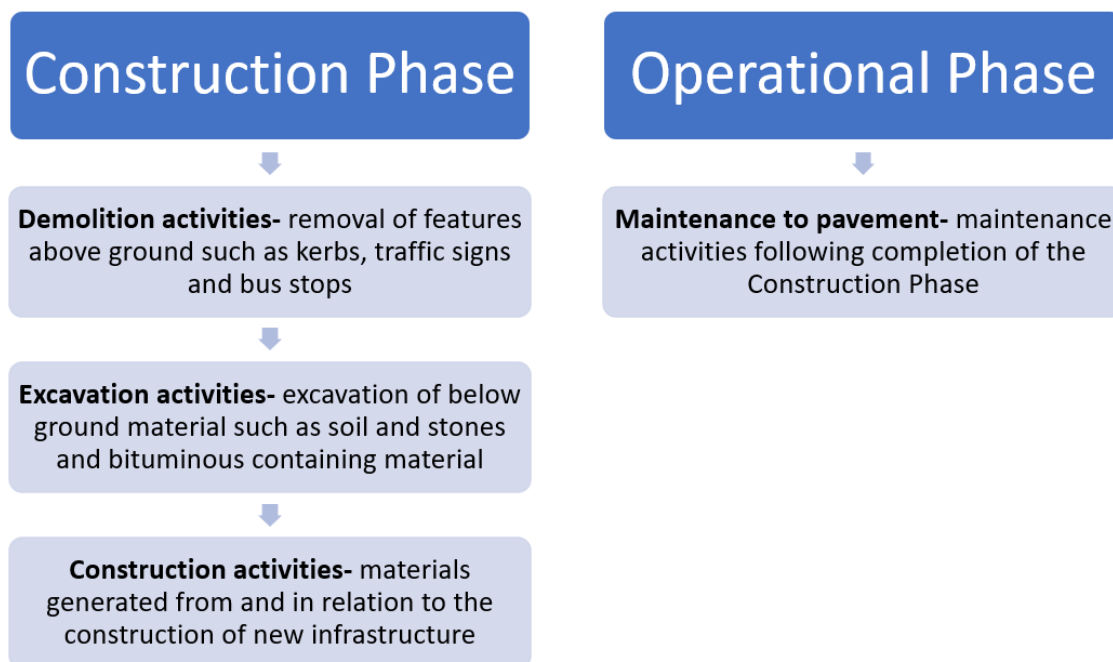 Construction Phase
Demolition activities- removal of features
above ground such as kerbs, traffic signs
and bus stops
Excavation activities- excavation of below
ground material such as soil and stones
and bituminous containing material
Construction activities- materials
generated from and in relation to the
construction of new infrastructure
Operational Phase
Maintenance to pavement- maintenance
activities following completion of the
Construction Phase